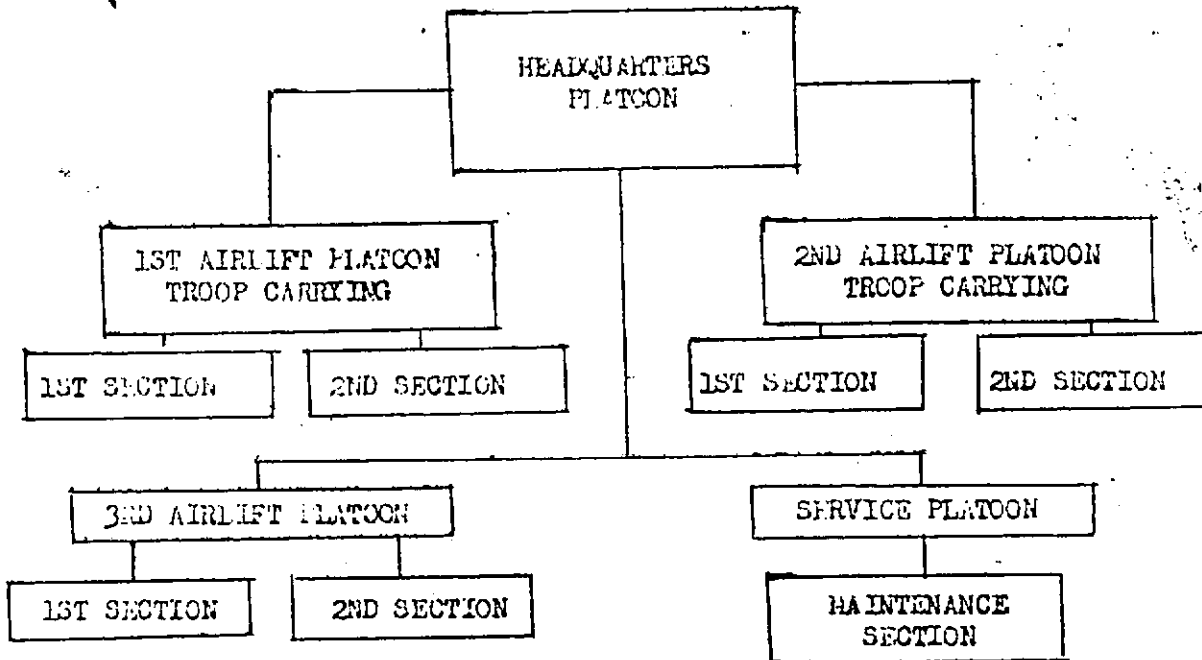 HEADQUARTERS
PLATOON
1ST AIRLIFT PLATOON
TROOP CARRYING
2ND AIRLIFT PLATOON
TROOP CARRYING
1ST SECTION
2ND SECTION
1ST SECTION
2ND SECTION
3RD AIRLIFT PLATOON
SERVICE PLATOON
1ST SECTION
2ND SECTION
MAINTENANCE
SECTION